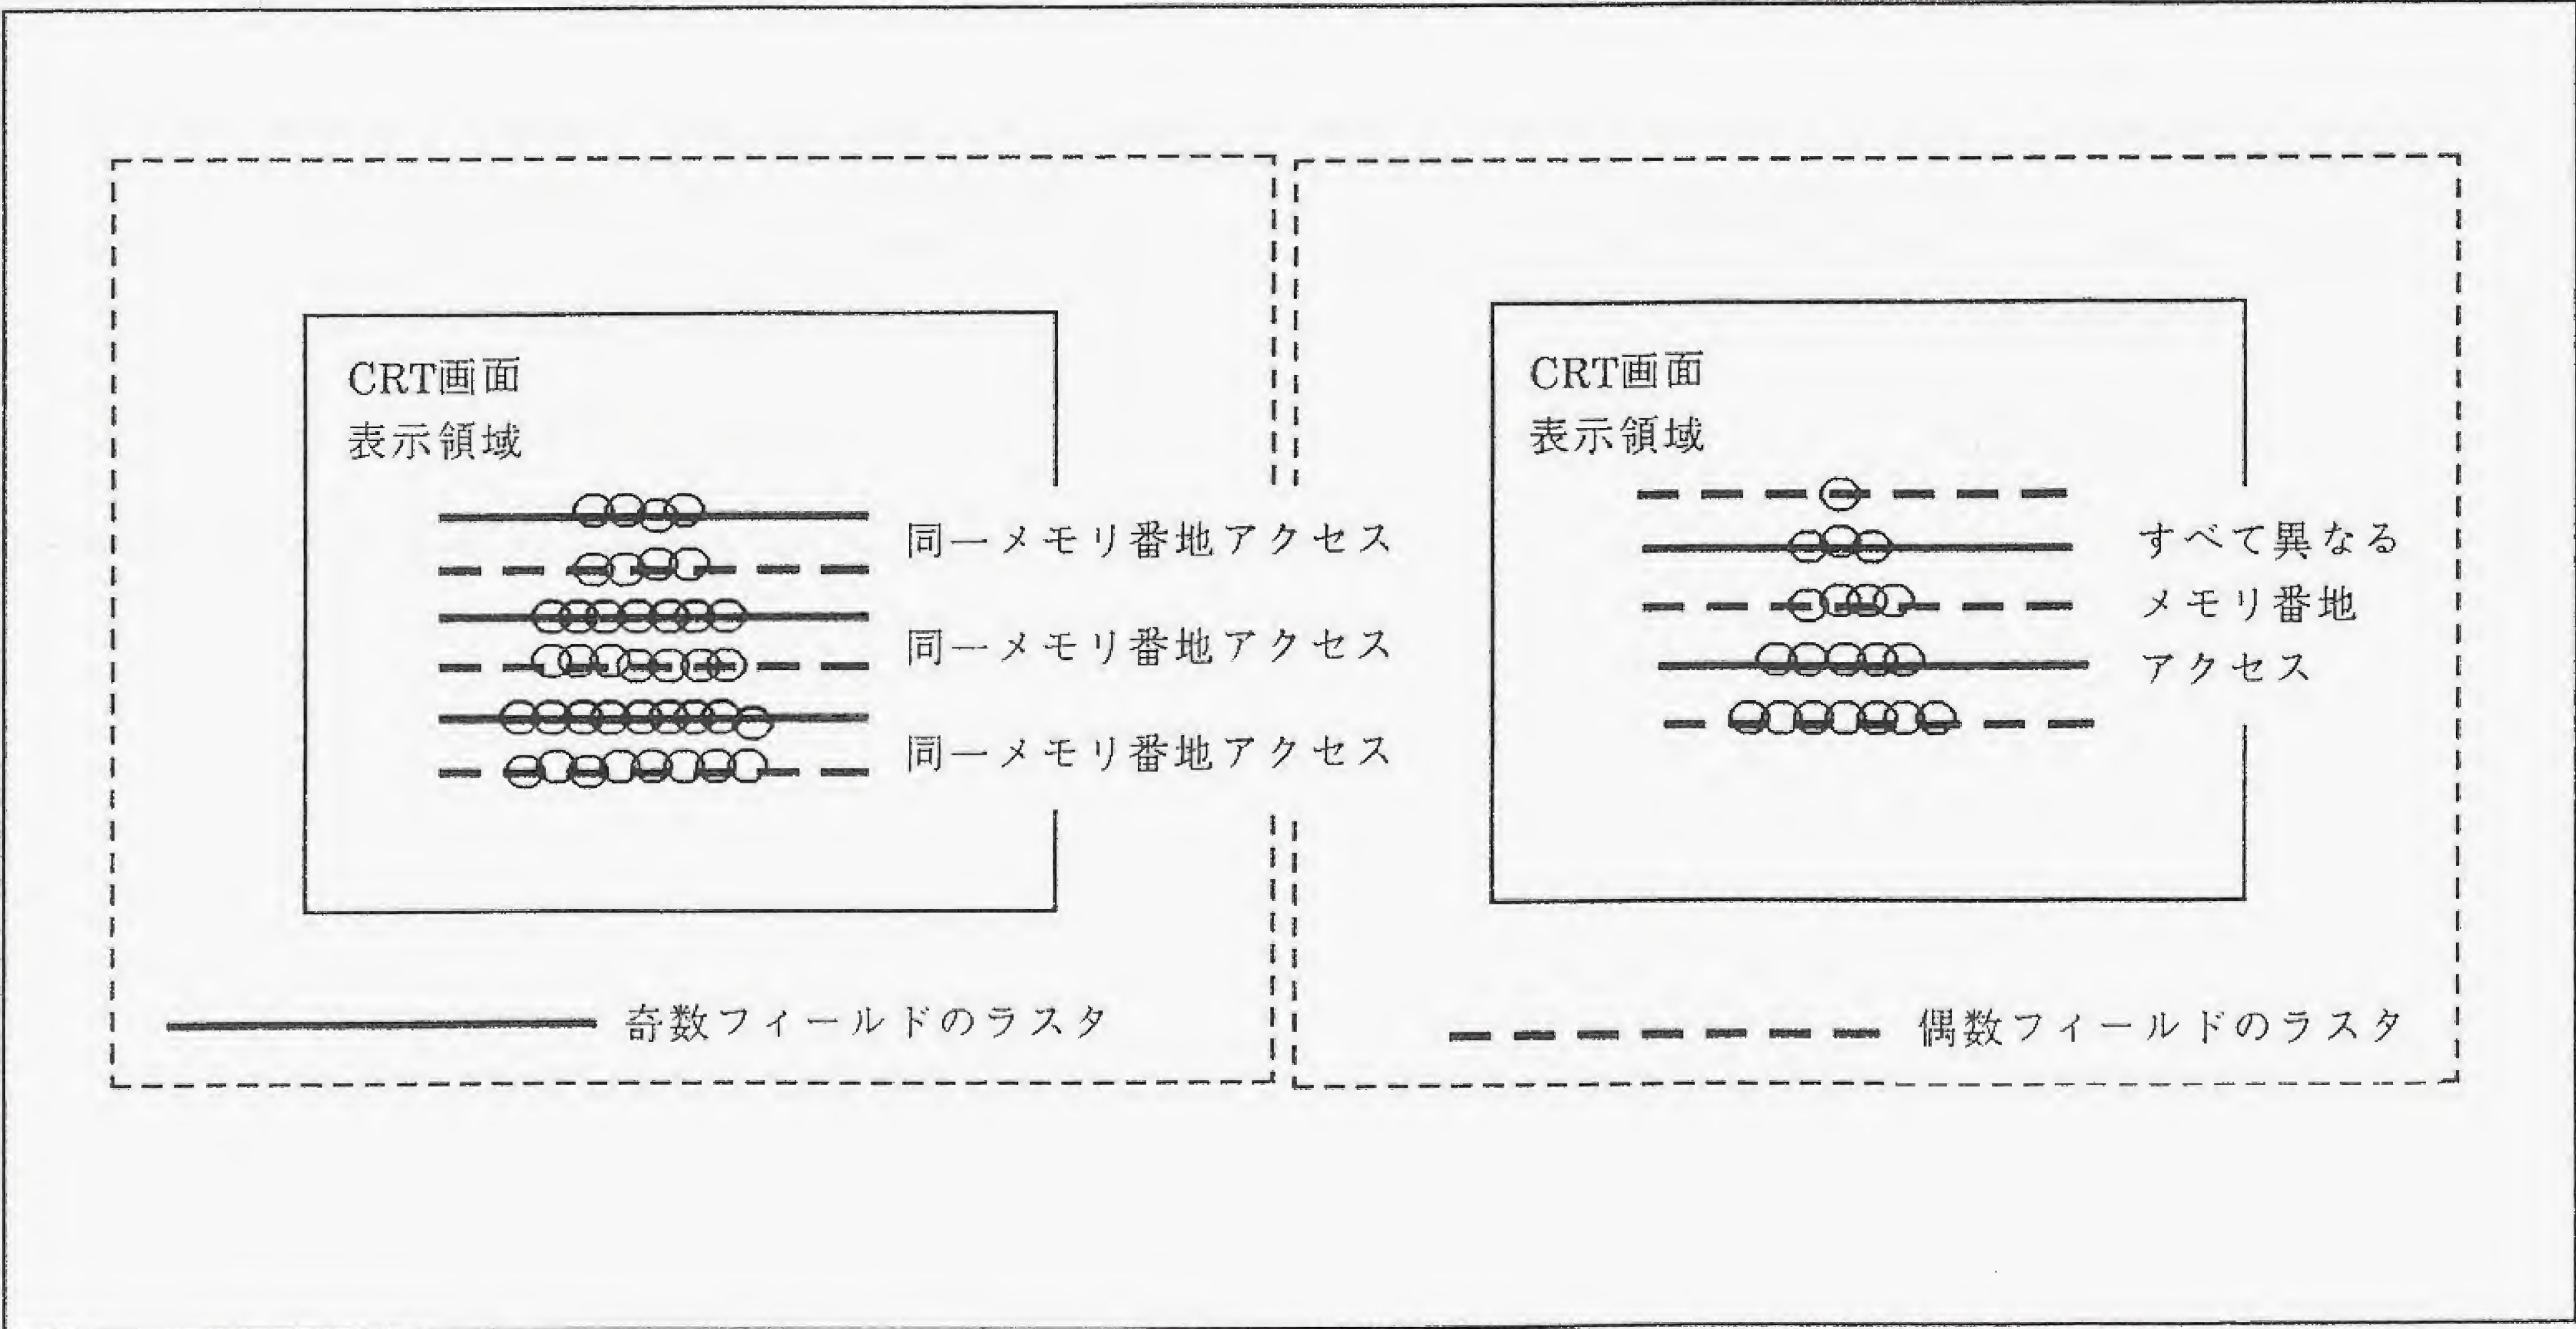 CRT画面
表示領域
同一メモリ番地アクセス
同一メモリ番地アクセス
同一メモリ番地アクセス
奇数フィールドのラスタ
CRT画面
表示領域
すべて異なる
メモリ番地
アクセス
偶数フィールドのラスタ